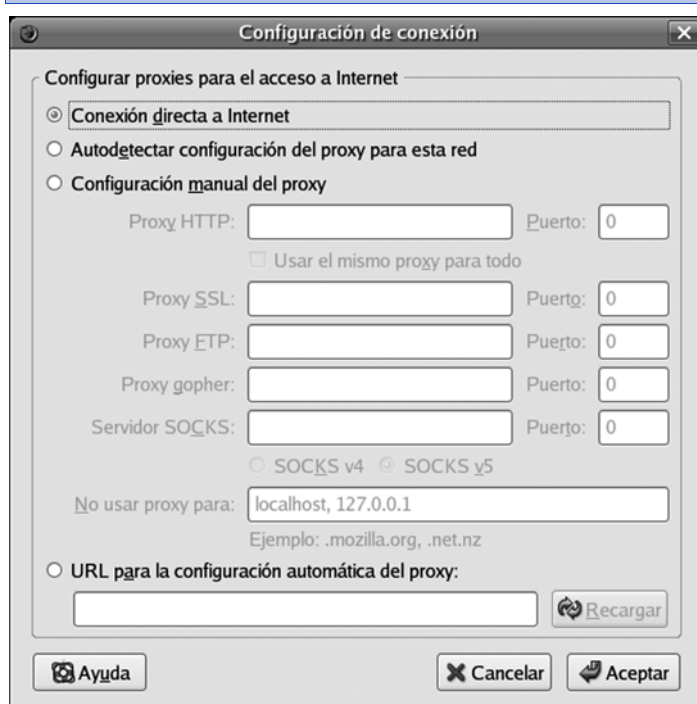 Configuración de conexión
Configurar proxies para el acceso a Internet
Conexión directa a Internet
Autodetectar configuración del proxy para esta red
Configuración manual del proxy
Proxy HTTP: Puerto: 0
Usar el mismo proxy para todo
Proxy SSL: Puerto: 0
Proxy FTP: Puerto: 0
Proxy gopher: Puerto: 0
Servidor SOCKS: Puerto: 0
SOCKS v4 SOCKS v5
No usar proxy para: localhost, 127.0.0.1
Ejemplo: .mozilla.org, .net.nz
URL para la configuración automática del proxy:
Recargar
Ayuda Cancelar Aceptar